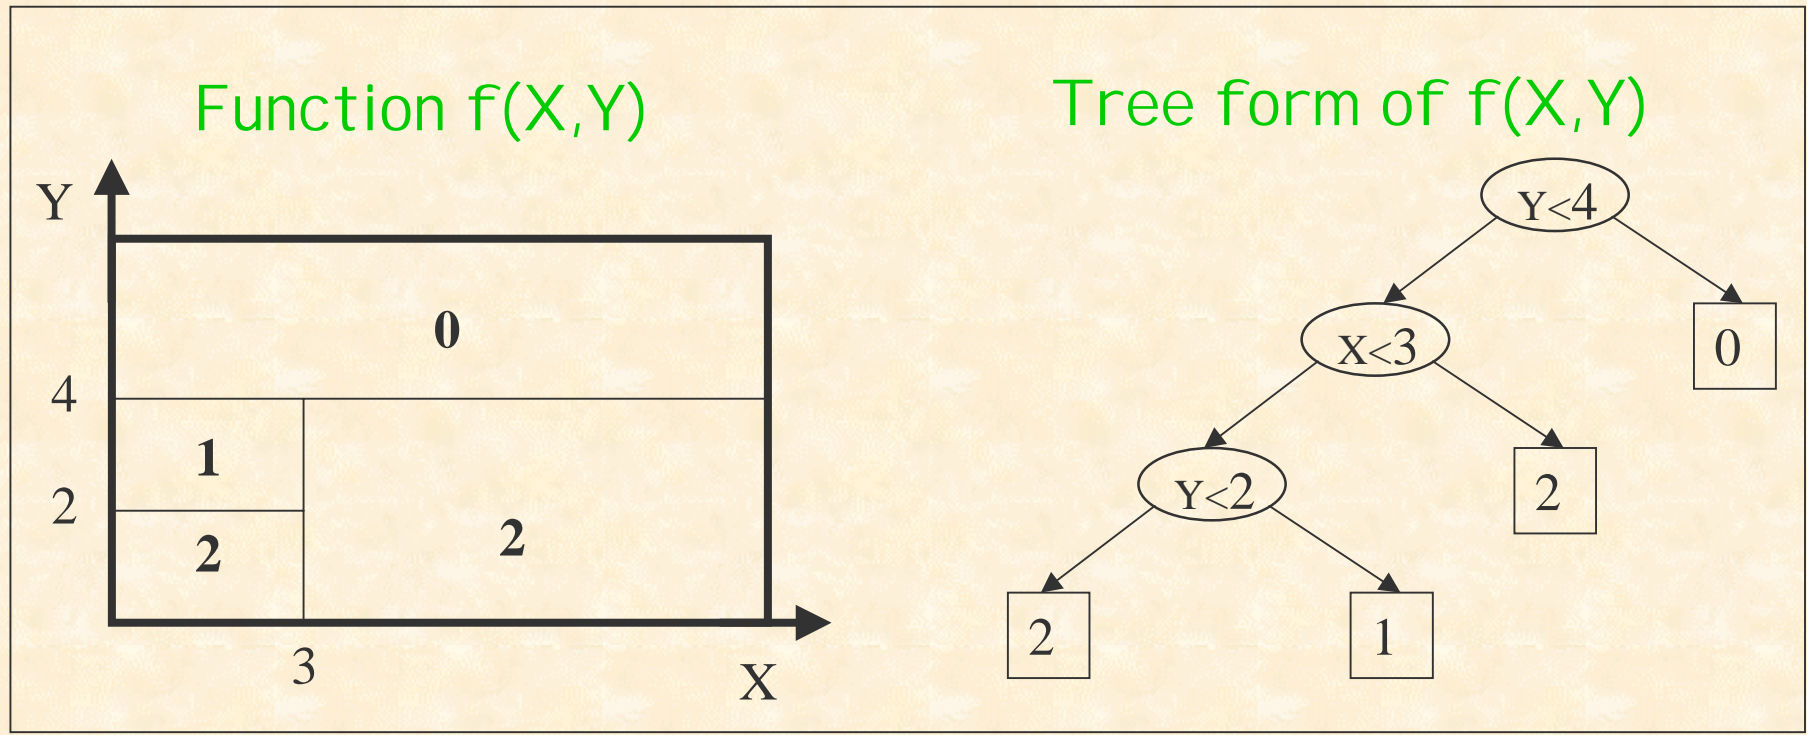 Function f(X,Y)
Y
0
4
1
2
2
2
3
X
Tree form of f(X,Y)
Y<4
X<3
0
Y<2
2
2
1